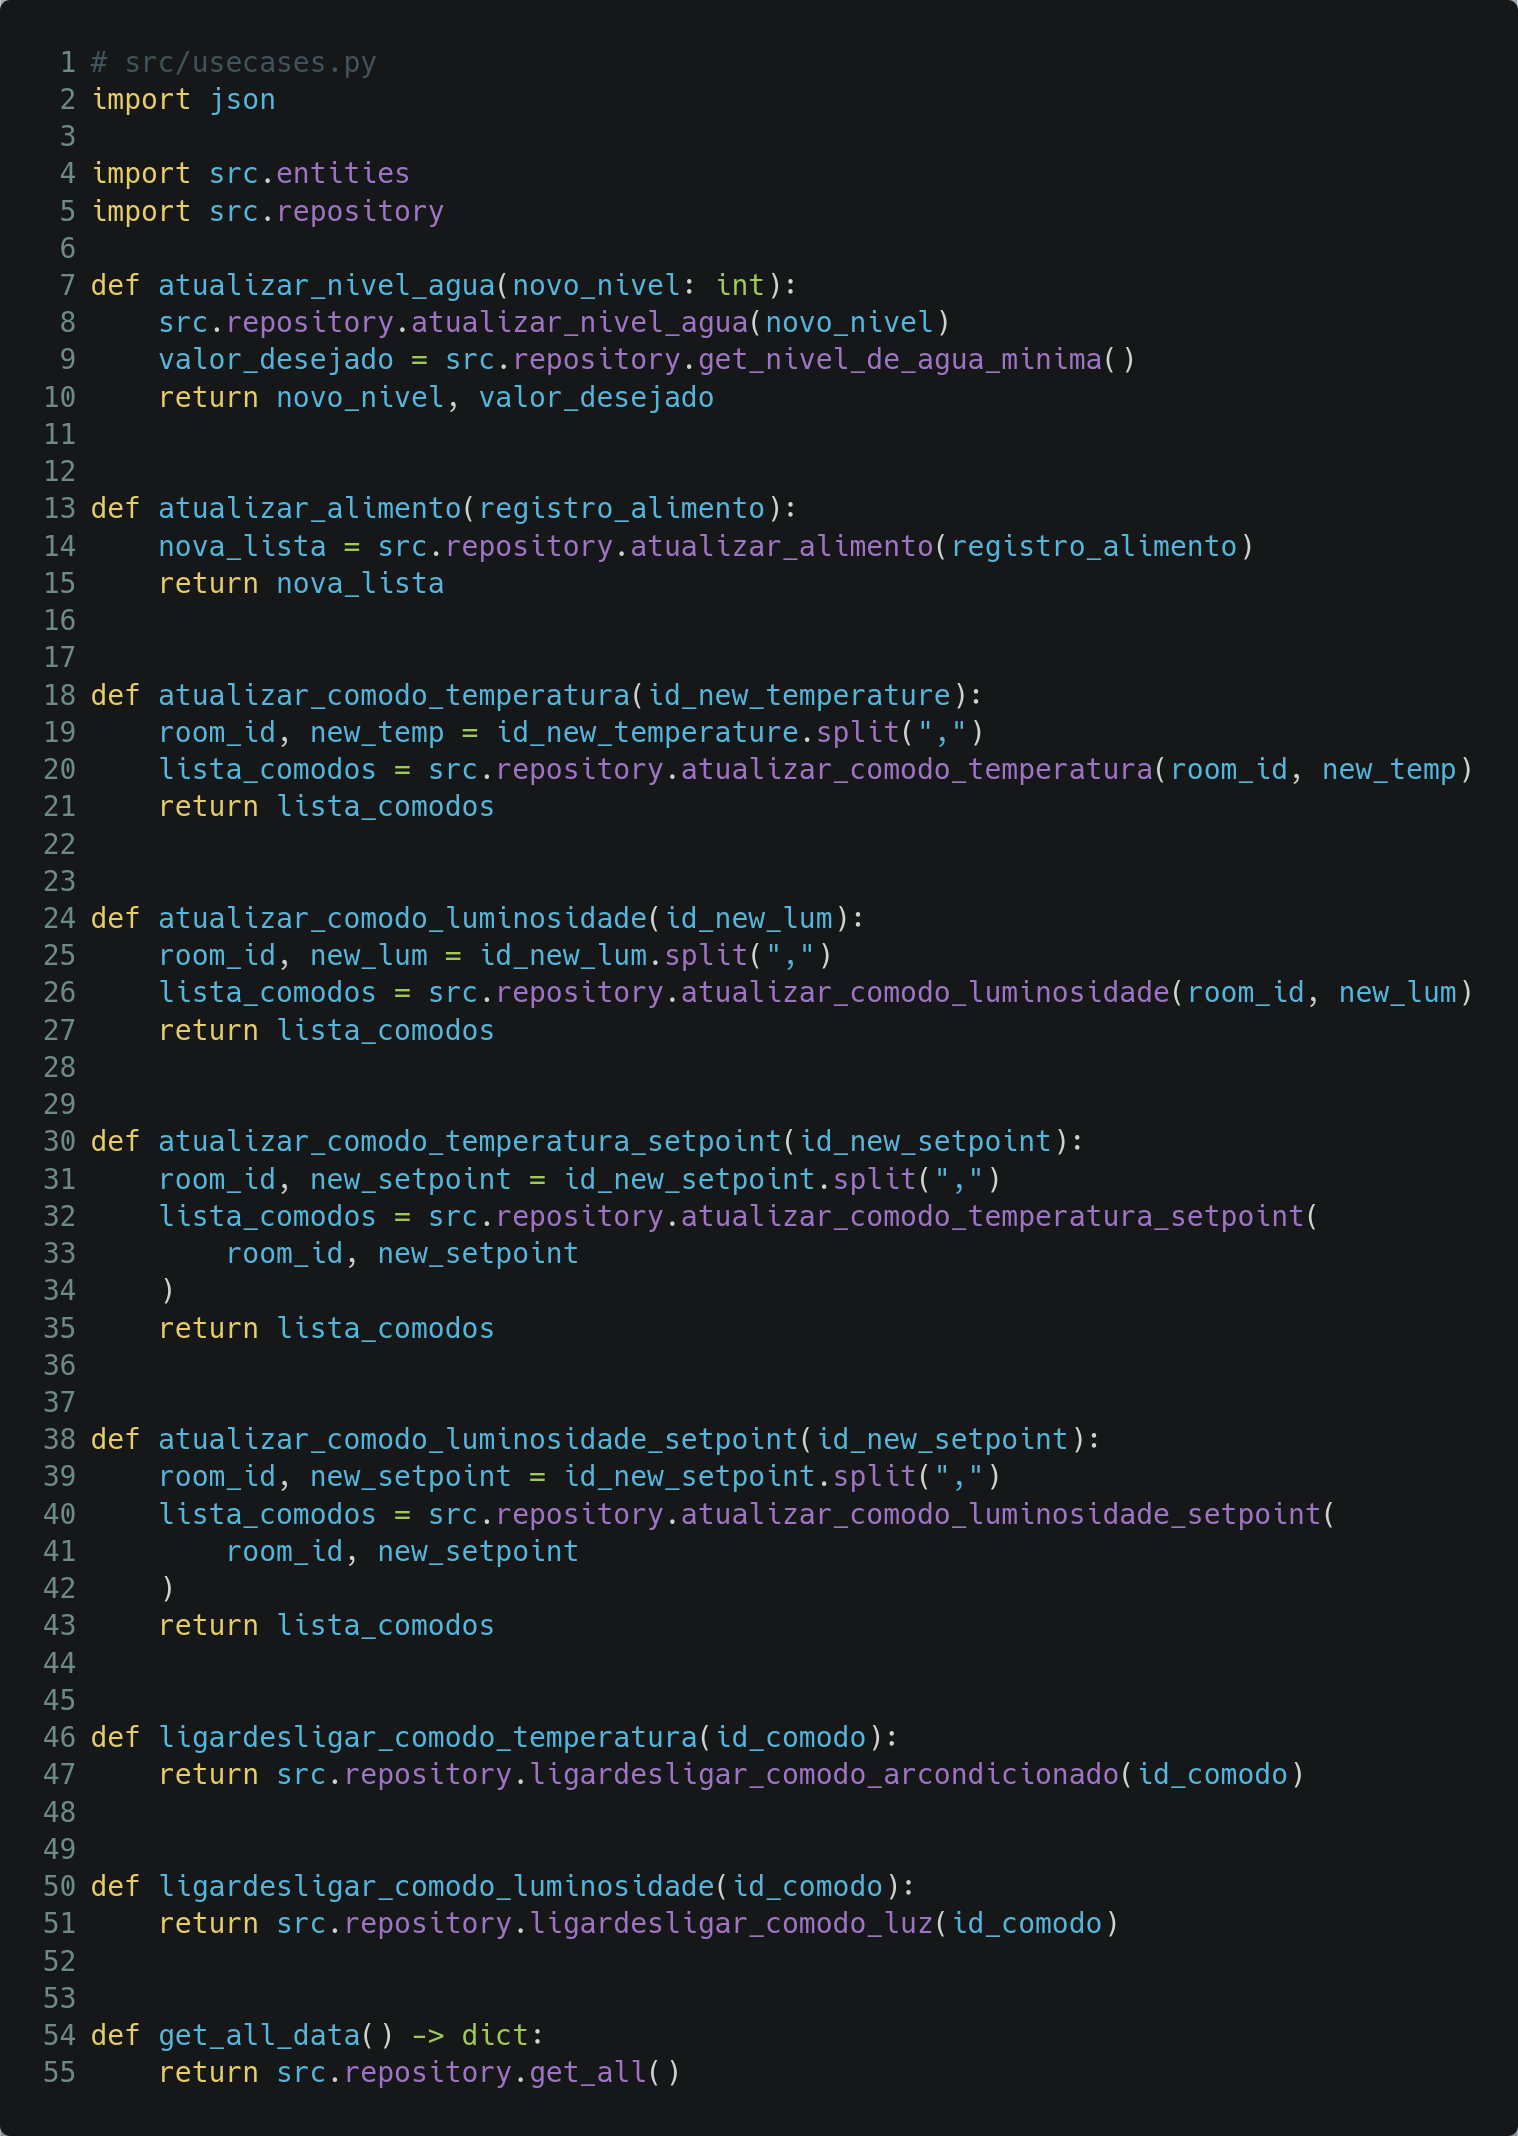 1 # src/usecases.py
2 import json
3
4 import src.entities
5 import src.repository
6
7 def atualizar_nivel_agua(novo_nivel: int):
8     src.repository.atualizar_nivel_agua(novo_nivel)
9     valor_desejado = src.repository.get_nivel_de_agua_minima()
10     return novo_nivel, valor_desejado
11
12
13 def atualizar_alimento(registro_alimento):
14     nova_lista = src.repository.atualizar_alimento(registro_alimento)
15     return nova_lista
16
17
18 def atualizar_comodo_temperatura(id_new_temperature):
19     room_id, new_temp = id_new_temperature.split(",")
20     lista_comodos = src.repository.atualizar_comodo_temperatura(room_id, new_temp)
21     return lista_comodos
22
23
24 def atualizar_comodo_luminosidade(id_new_lum):
25     room_id, new_lum = id_new_lum.split(",")
26     lista_comodos = src.repository.atualizar_comodo_luminosidade(room_id, new_lum)
27     return lista_comodos
28
29
30 def atualizar_comodo_temperatura_setpoint(id_new_setpoint):
31     room_id, new_setpoint = id_new_setpoint.split(",")
32     lista_comodos = src.repository.atualizar_comodo_temperatura_setpoint(
33         room_id, new_setpoint
34     )
35     return lista_comodos
36
37
38 def atualizar_comodo_luminosidade_setpoint(id_new_setpoint):
39     room_id, new_setpoint = id_new_setpoint.split(",")
40     lista_comodos = src.repository.atualizar_comodo_luminosidade_setpoint(
41         room_id, new_setpoint
42     )
43     return lista_comodos
44
45
46 def ligardesligar_comodo_temperatura(id_comodo):
47     return src.repository.ligardesligar_comodo_arcondicionado(id_comodo)
48
49
50 def ligardesligar_comodo_luminosidade(id_comodo):
51     return src.repository.ligardesligar_comodo_luz(id_comodo)
52
53
54 def get_all_data() -> dict:
55     return src.repository.get_all()